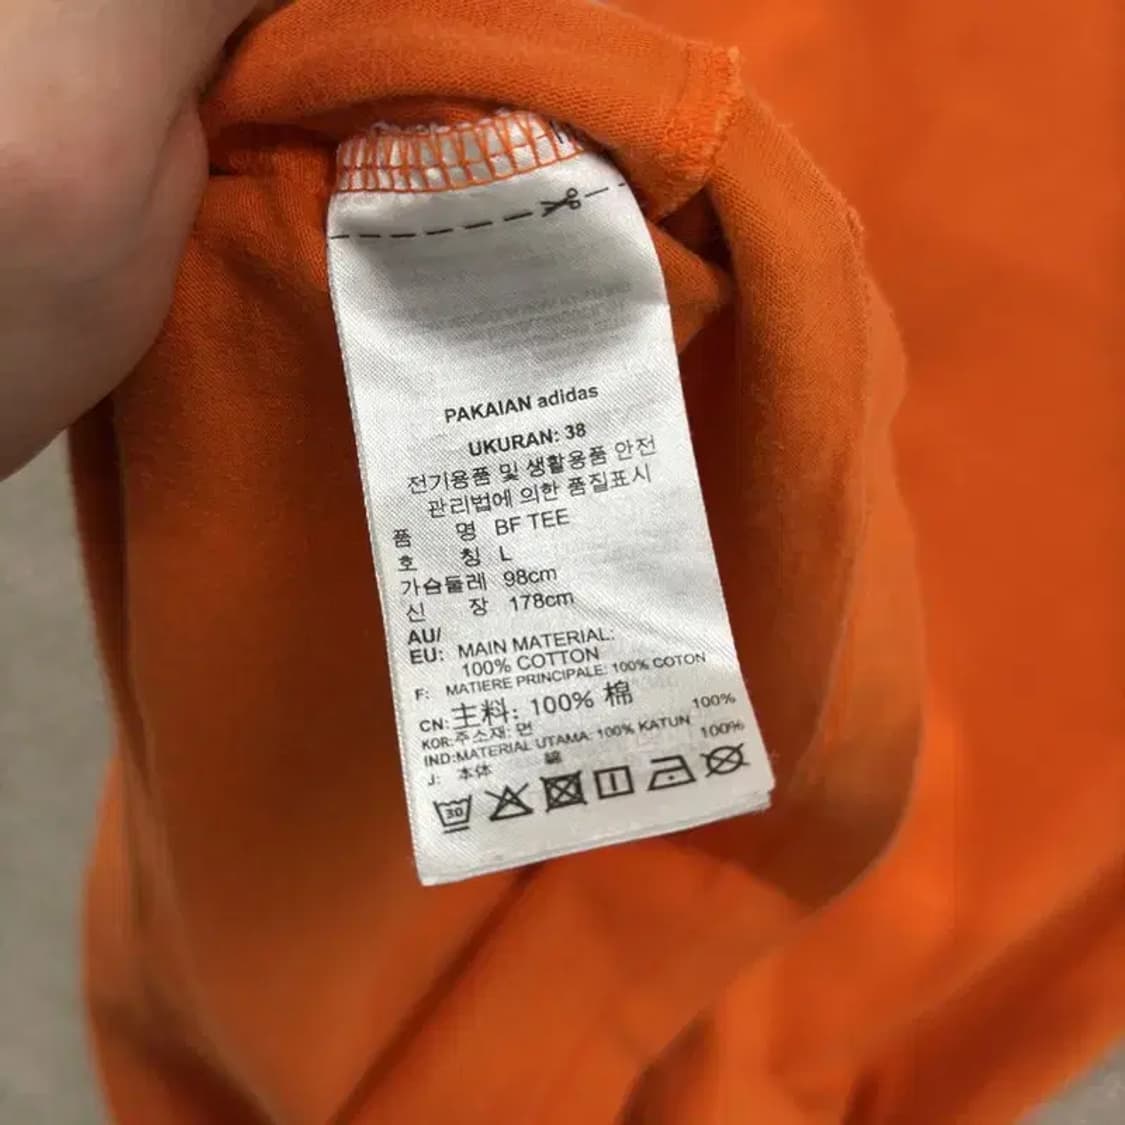 PAKAIAN adidas
UKURAN: 38
전기용품 및 생활용품 안전
관리법에 의한 품질표시
품 명 BF TEE
호 칭 L
가슴둘레 98cm
신 장 178cm
AU/
EU: MAIN MATERIAL:
100% COTTON
F: MATIERE PRINCIPALE: 100% COTON
CN: 主料: 100% 棉
KOR: 주소재: 면 100%
IND: MATERIAL UTAMA: 100% KATUN
J: 本体 綿 100%
30